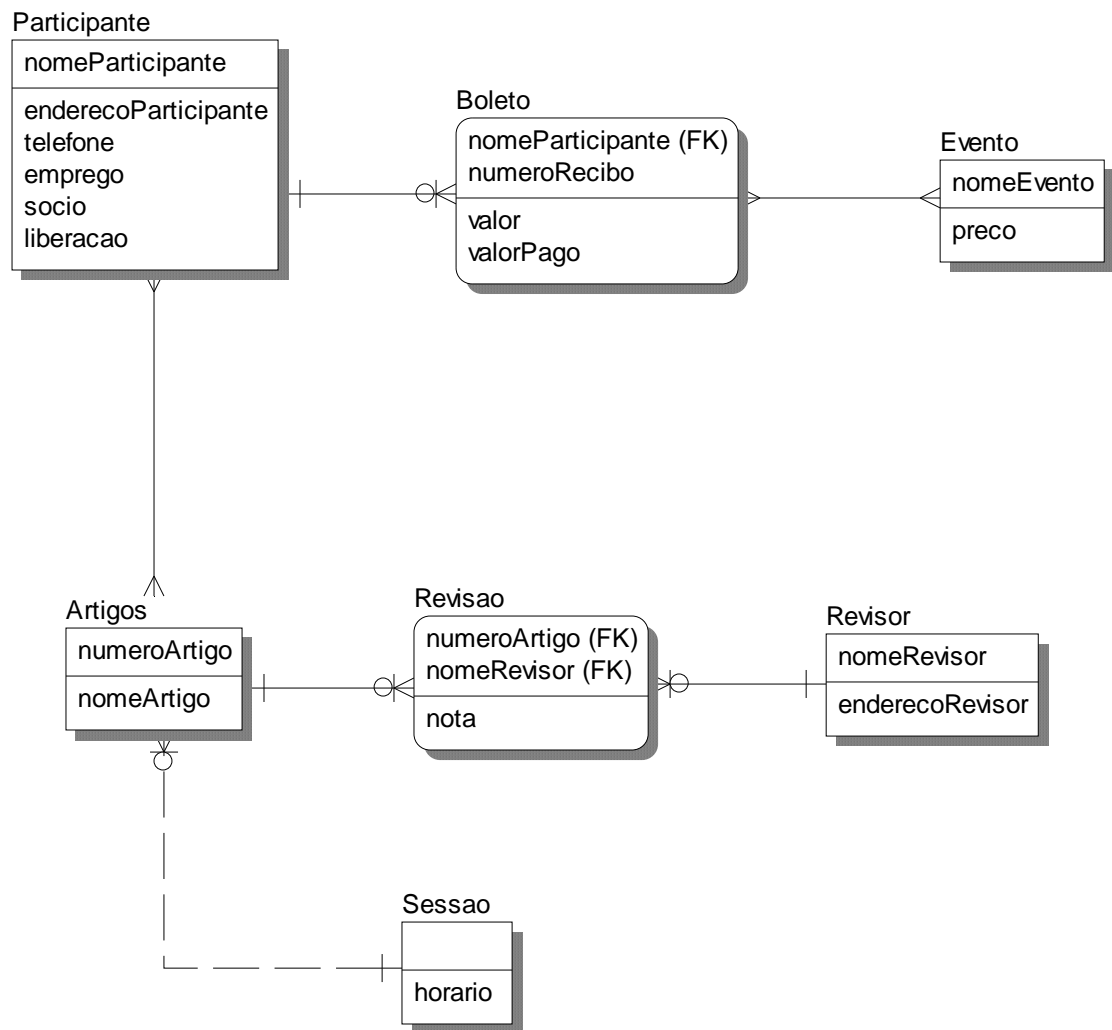 Participante
nomeParticipante
enderecoParticipante
telefone
emprego
socio
liberacao
Boleto
nomeParticipante (FK)
numeroRecibo
valor
valorPago
Evento
nomeEvento
preco
Artigos
numeroArtigo
nomeArtigo
Revisao
numeroArtigo (FK)
nomeRevisor (FK)
nota
Revisor
nomeRevisor
enderecoRevisor
Sessao
horario